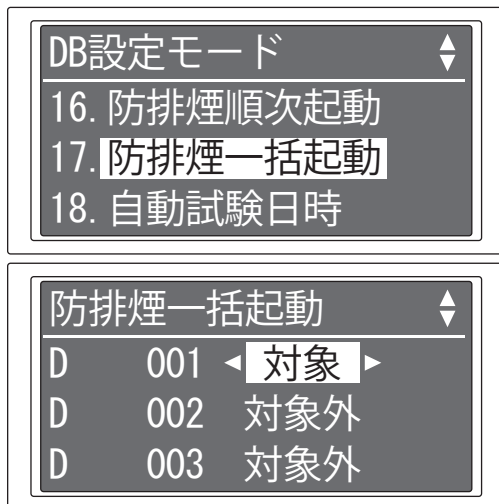 DB設定モード
16. 防排煙順次起動
17. 防排煙一括起動
18. 自動試験日時
防排煙一括起動
D 001 対象
D 002 対象外
D 003 対象外